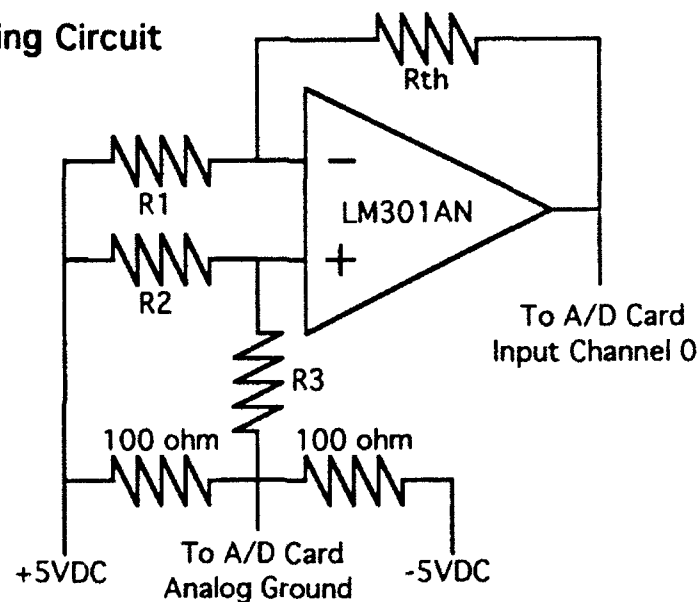 ing Circuit
Rth
R1
LM301AN
R2
To A/D Card
Input Channel 0
R3
100 ohm
100 ohm
+5VDC
To A/D Card
Analog Ground
-5VDC